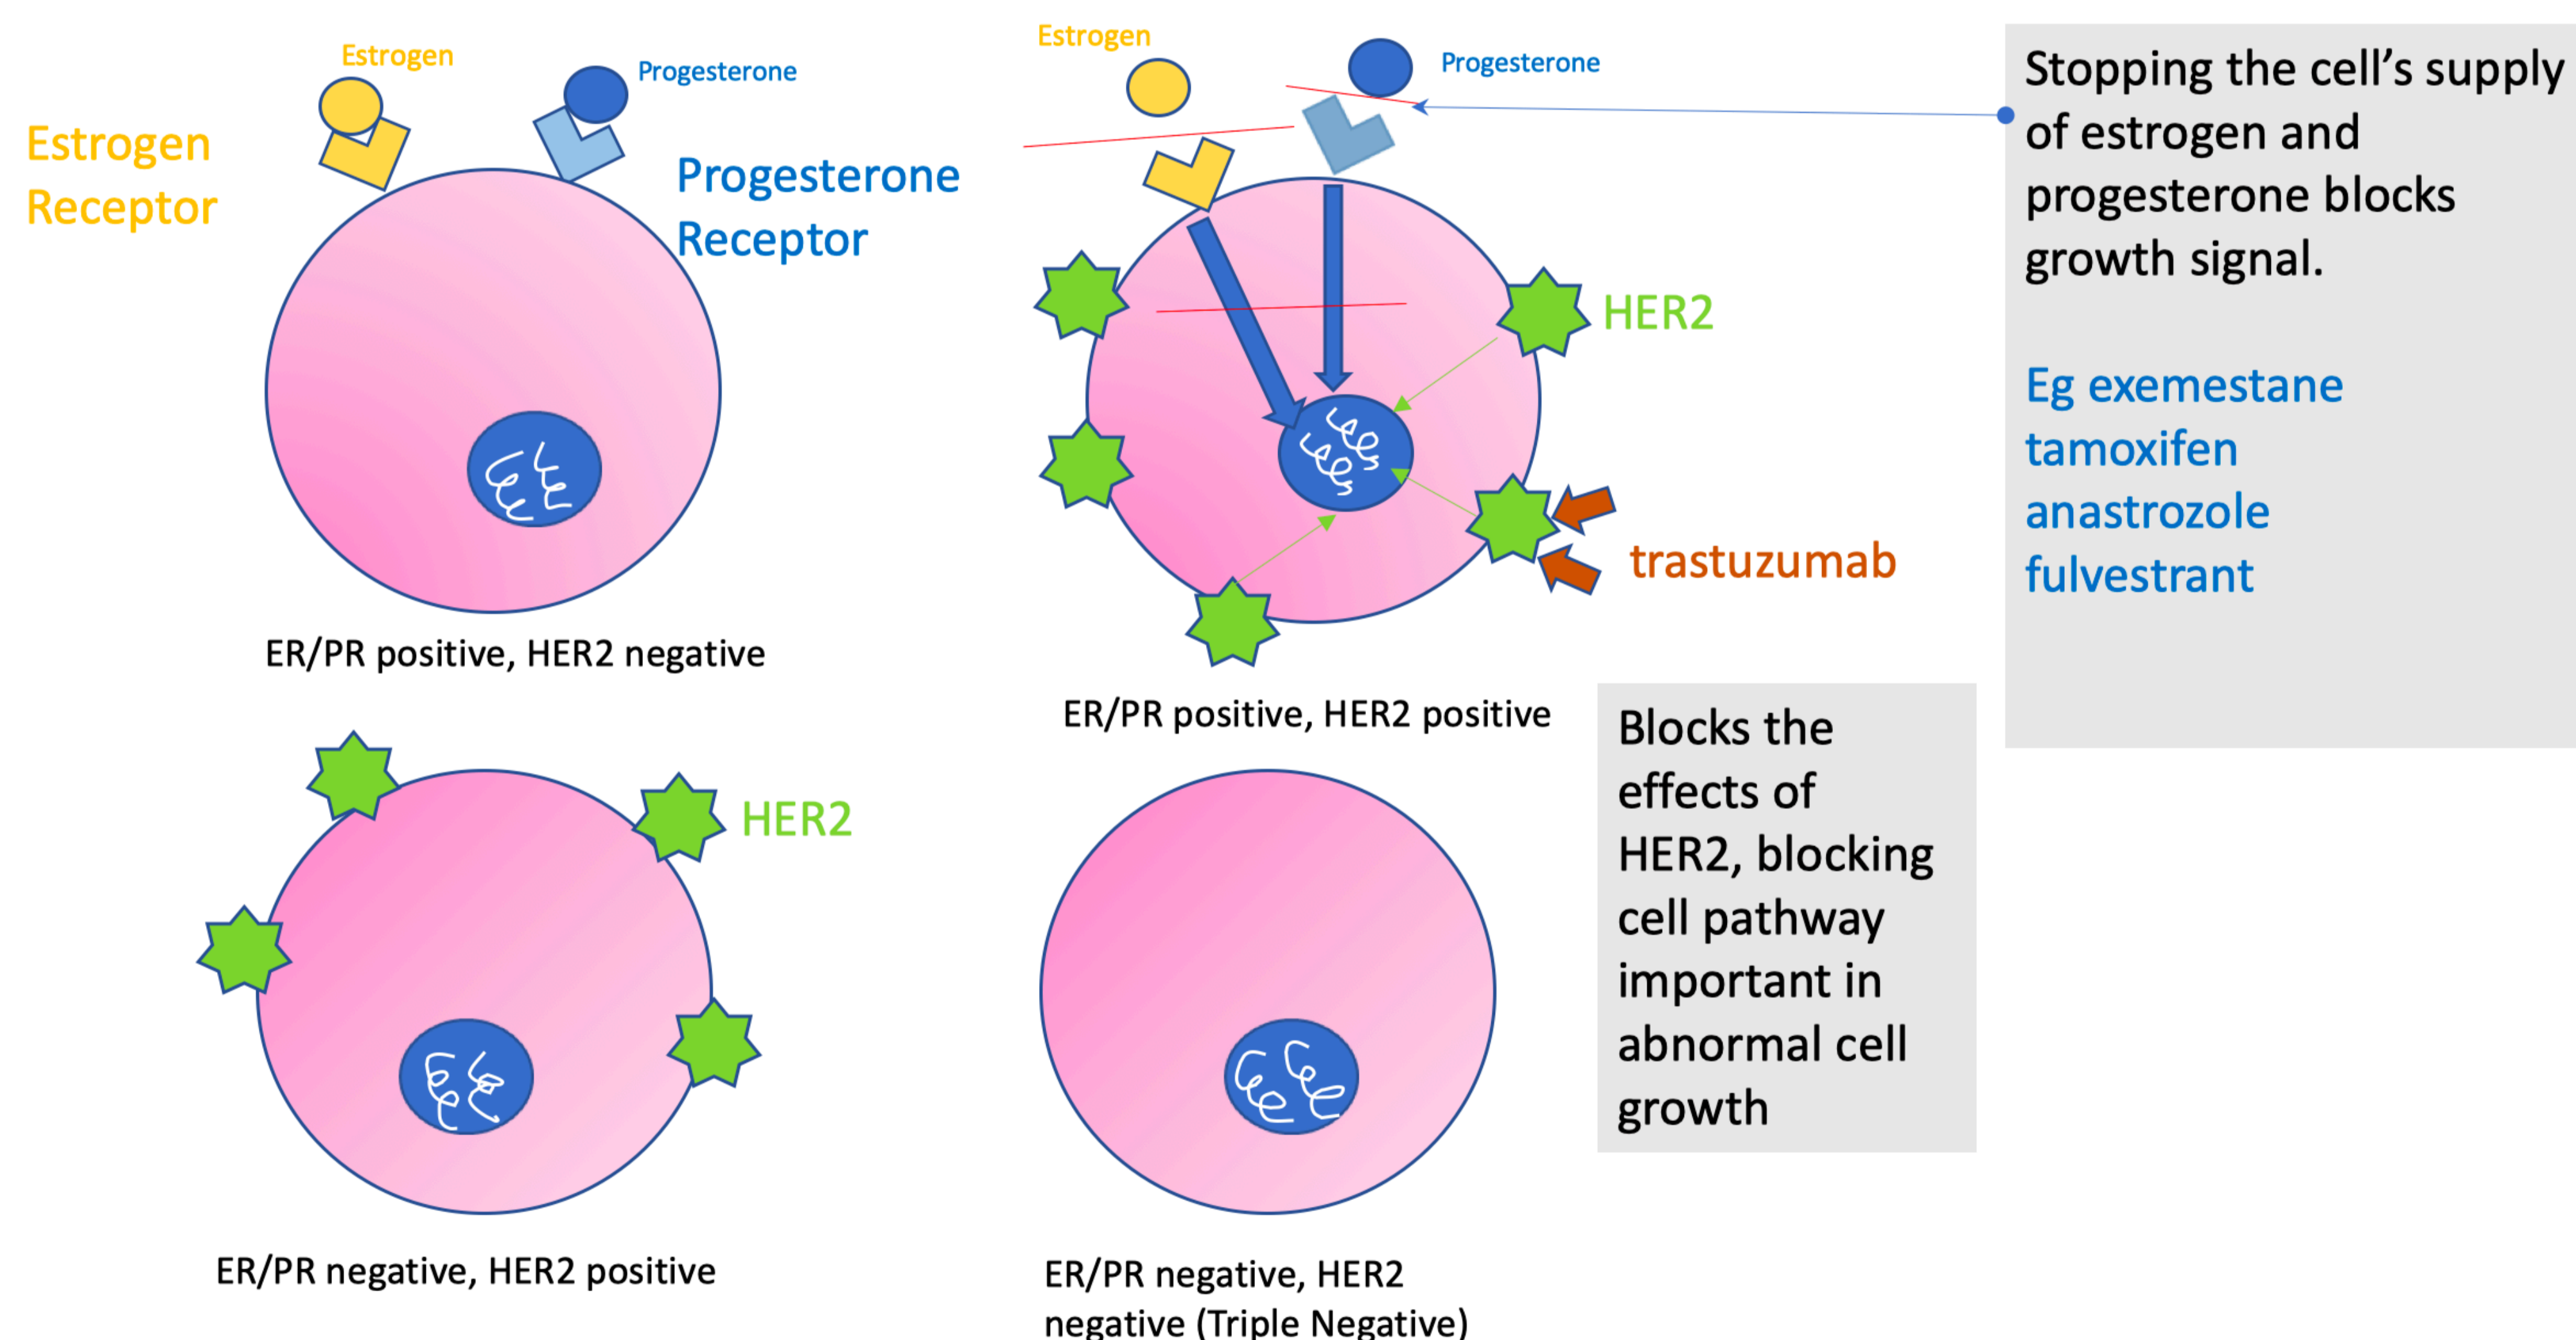 Estrogen
Progesterone
Estrogen
Receptor
Progesterone
Receptor
ER/PR positive, HER2 negative
Estrogen
Progesterone
HER2
trastuzumab
ER/PR positive, HER2 positive
Stopping the cell’s supply
of estrogen and
progesterone blocks
growth signal.
Eg exemestane
tamoxifen
anastrozole
fulvestrant
HER2
ER/PR negative, HER2 positive
ER/PR negative, HER2
negative (Triple Negative)
Blocks the
effects of
HER2, blocking
cell pathway
important in
abnormal cell
growth